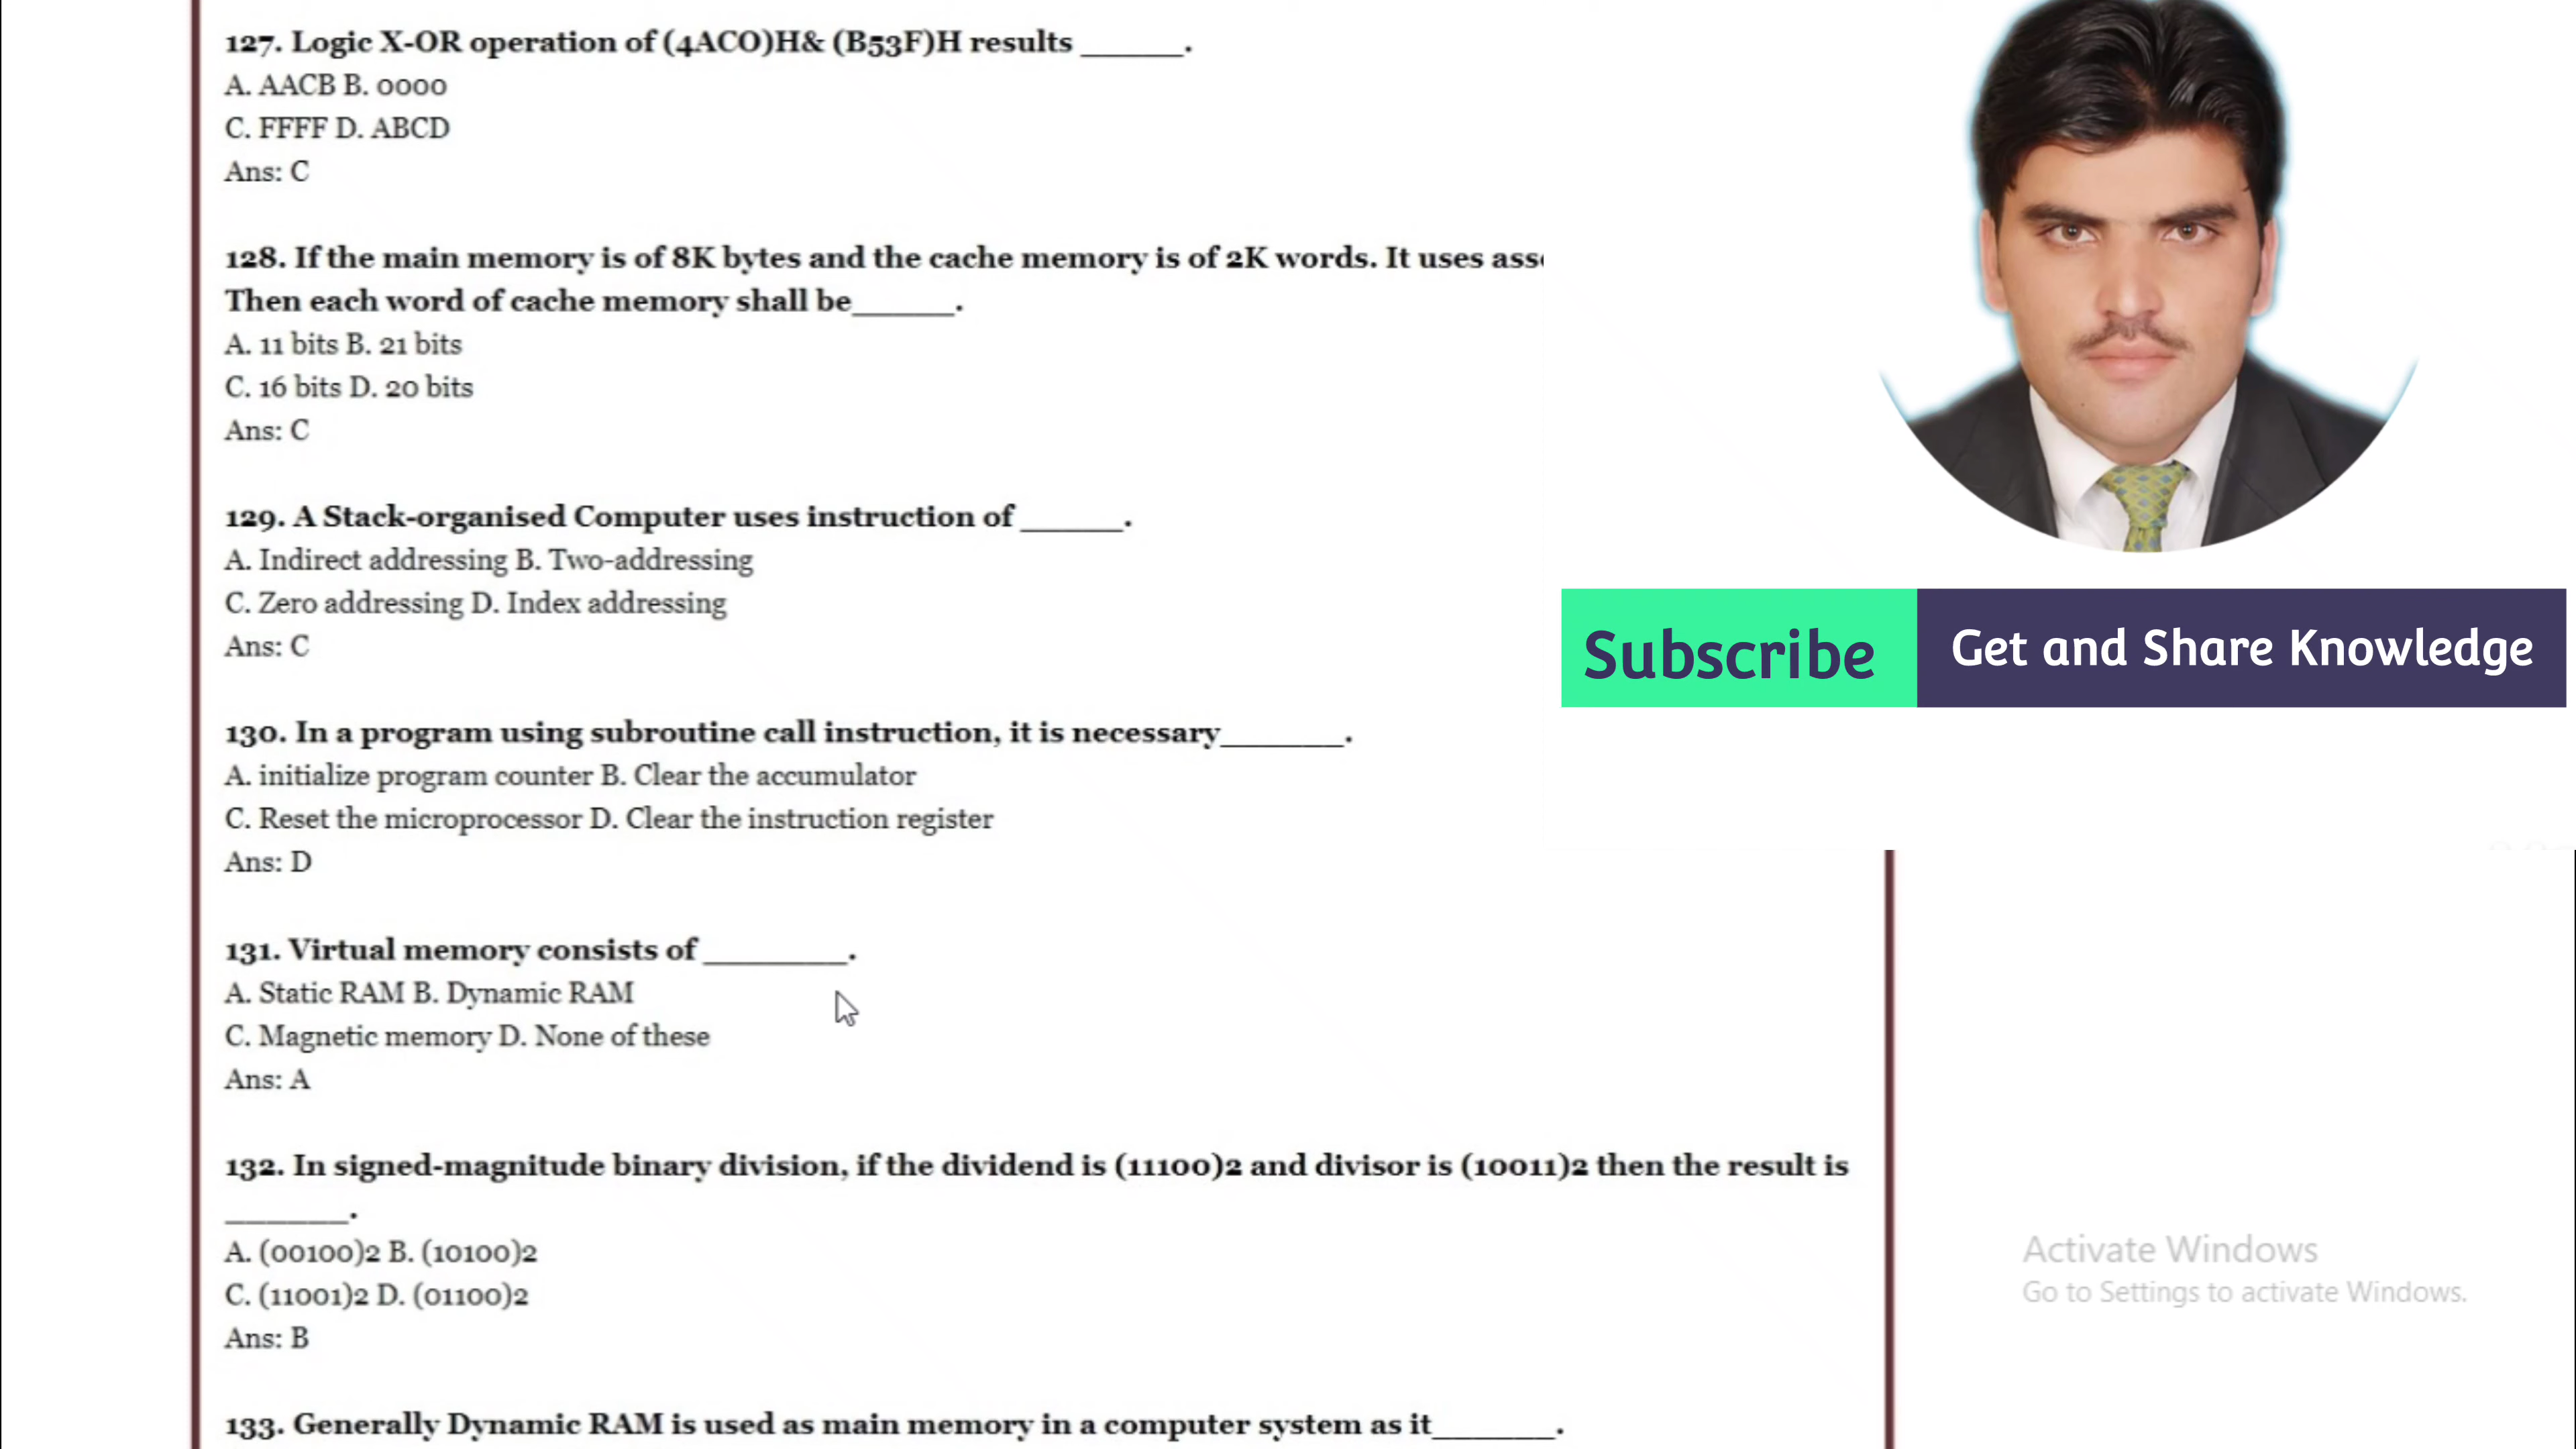 127. Logic X-OR operation of (4ACO)H& (B53F)H results ______.
A. AACB B. 0000
C. FFFF D. ABCD
Ans: C
128. If the main memory is of 8K bytes and the cache memory is of 2K words. It uses
Then each word of cache memory shall be______.
A. 11 bits B. 21 bits
C. 16 bits D. 20 bits
Ans: C
129. A Stack-organised Computer uses instruction of ______.
A. Indirect addressing B. Two-addressing
C. Zero addressing D. Index addressing
Ans: C
130. In a program using subroutine call instruction, it is necessary______.
A. initialize program counter B. Clear the accumulator
C. Reset the microprocessor D. Clear the instruction register
Ans: D
131. Virtual memory consists of _______.
A. Static RAM B. Dynamic RAM
C. Magnetic memory D. None of these
Ans: A
132. In signed-magnitude binary division, if the dividend is (11100)2 and divisor is (10011)2 then the result is
______.
A. (00100)2 B. (10100)2
C. (11001)2 D. (01100)2
Ans: B
133. Generally Dynamic RAM is used as main memory in a computer system as it______.
Subscribe
Get and Share Knowledge
Activate Windows
Go to Settings to activate Windows.